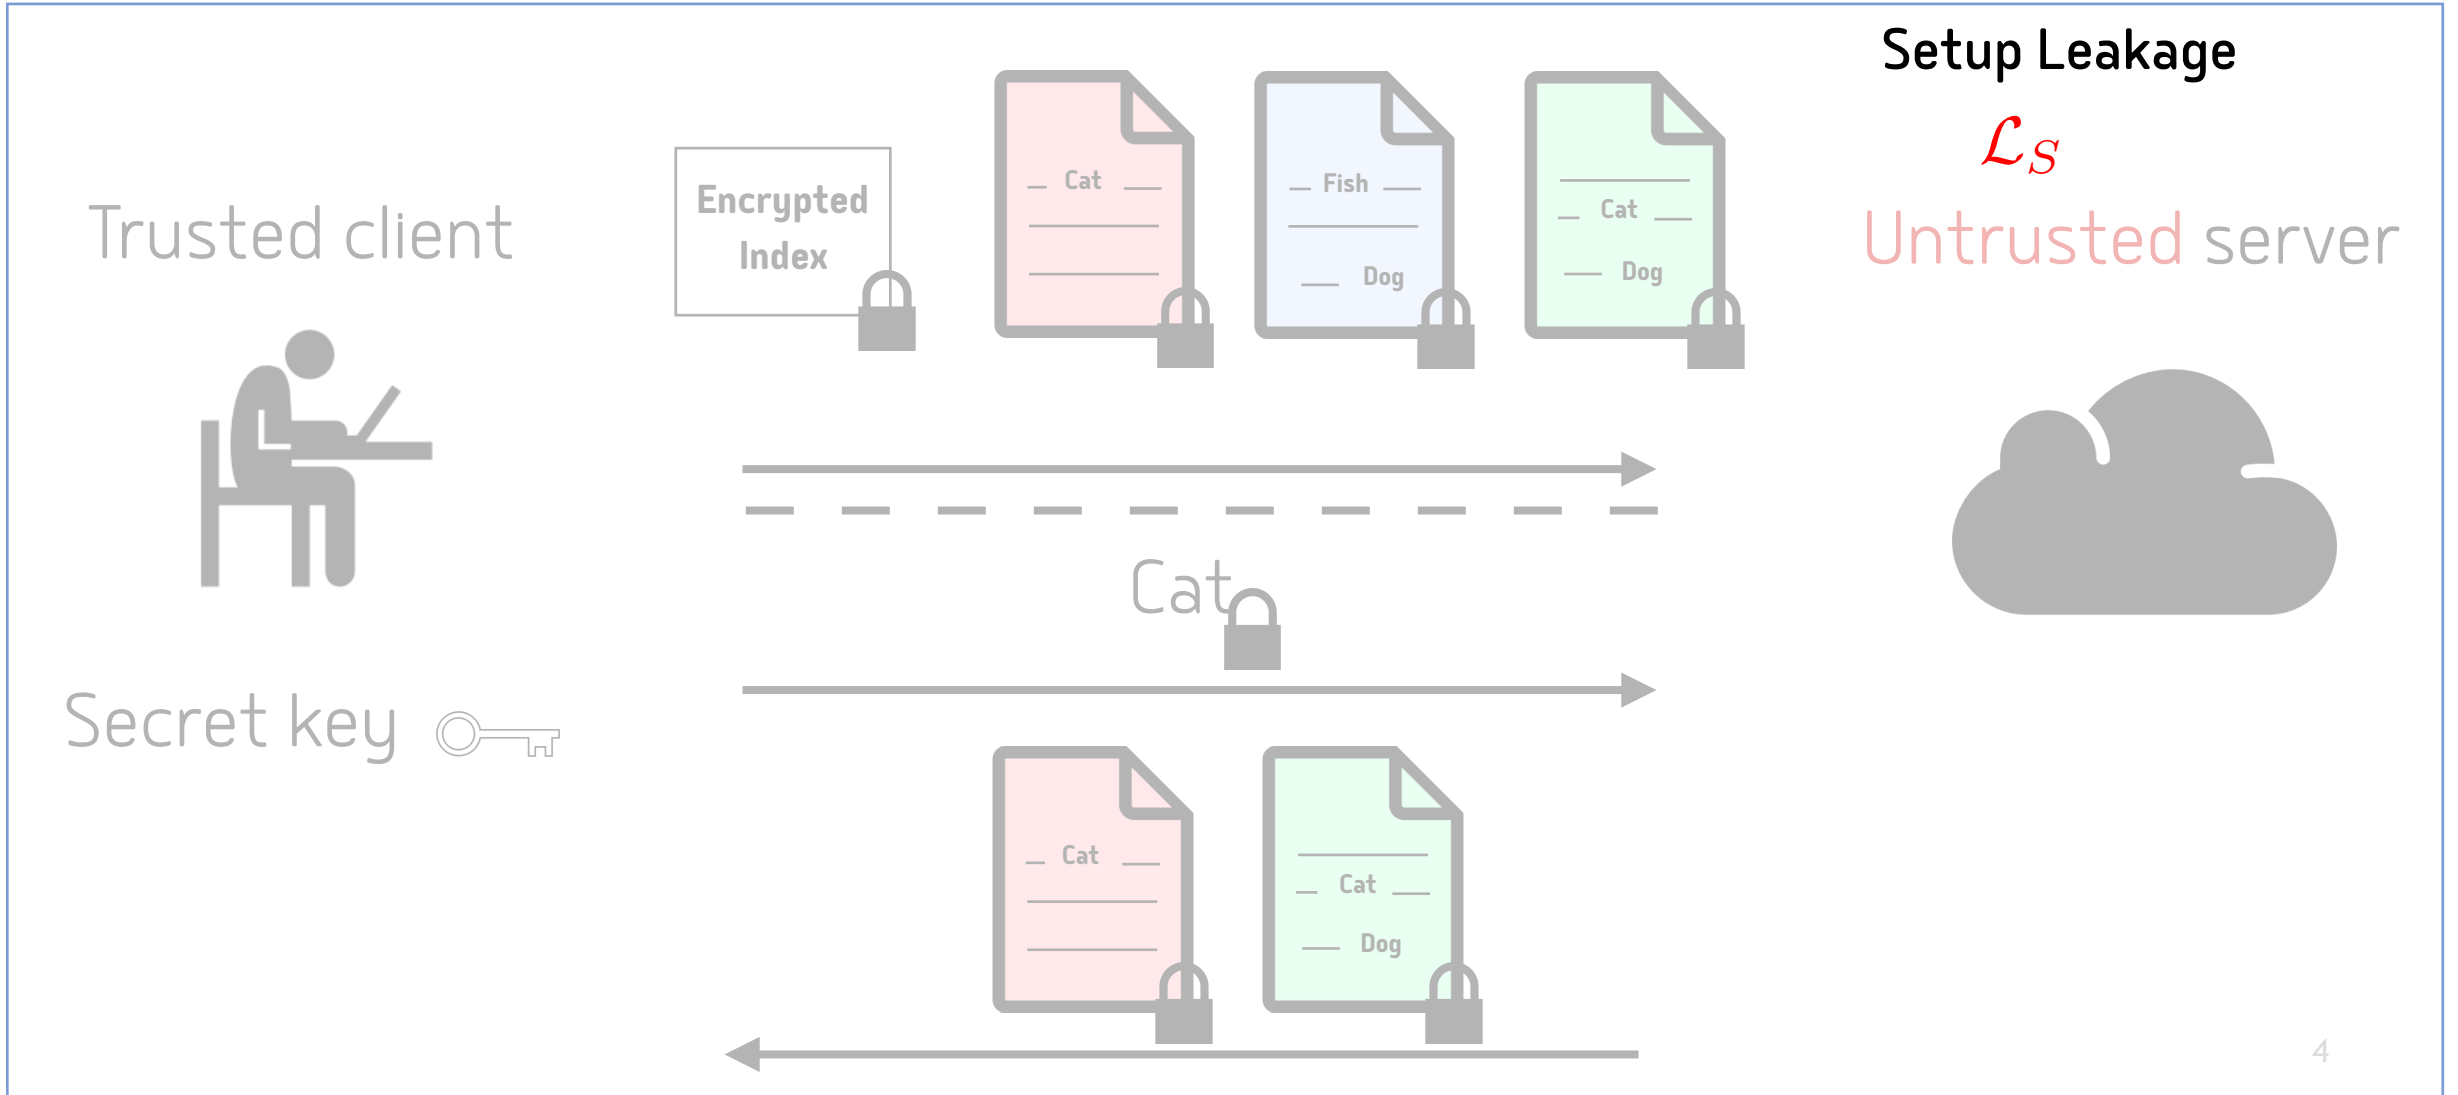 Setup Leakage
ℒ_S
Trusted client
Untrusted server
Encrypted
Index
Cat
Fish
Dog
Cat
Dog
Cat
Secret key
Cat
Cat
Dog
4